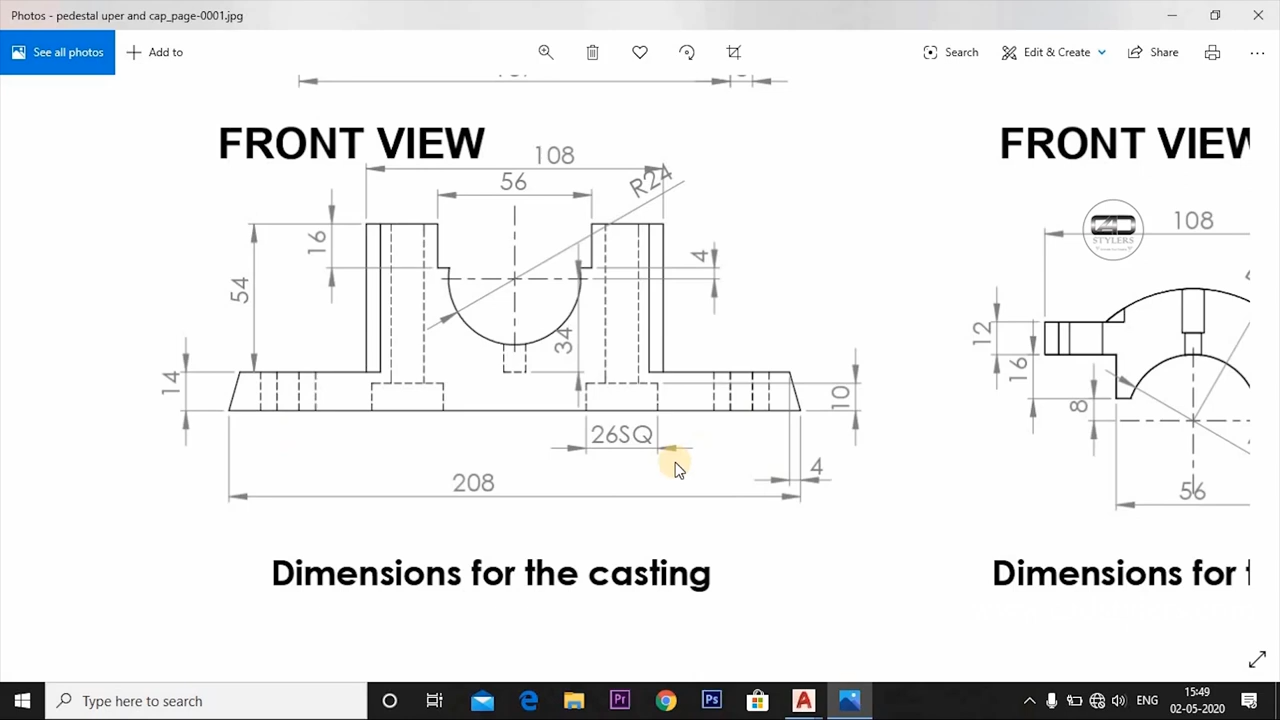 Photos - pedestal uper and cap_page-0001.jpg
See all photos
Add to
Search
Edit & Create
Share
FRONT VIEW
FRONT VIEW
108
56
R24
16
4
54
34
14
10
26SQ
4
208
CAD
STYLERS
108
12
16
8
56
Dimensions for the casting
Dimensions for t
Type here to search
ENG
15:49
02-05-2020